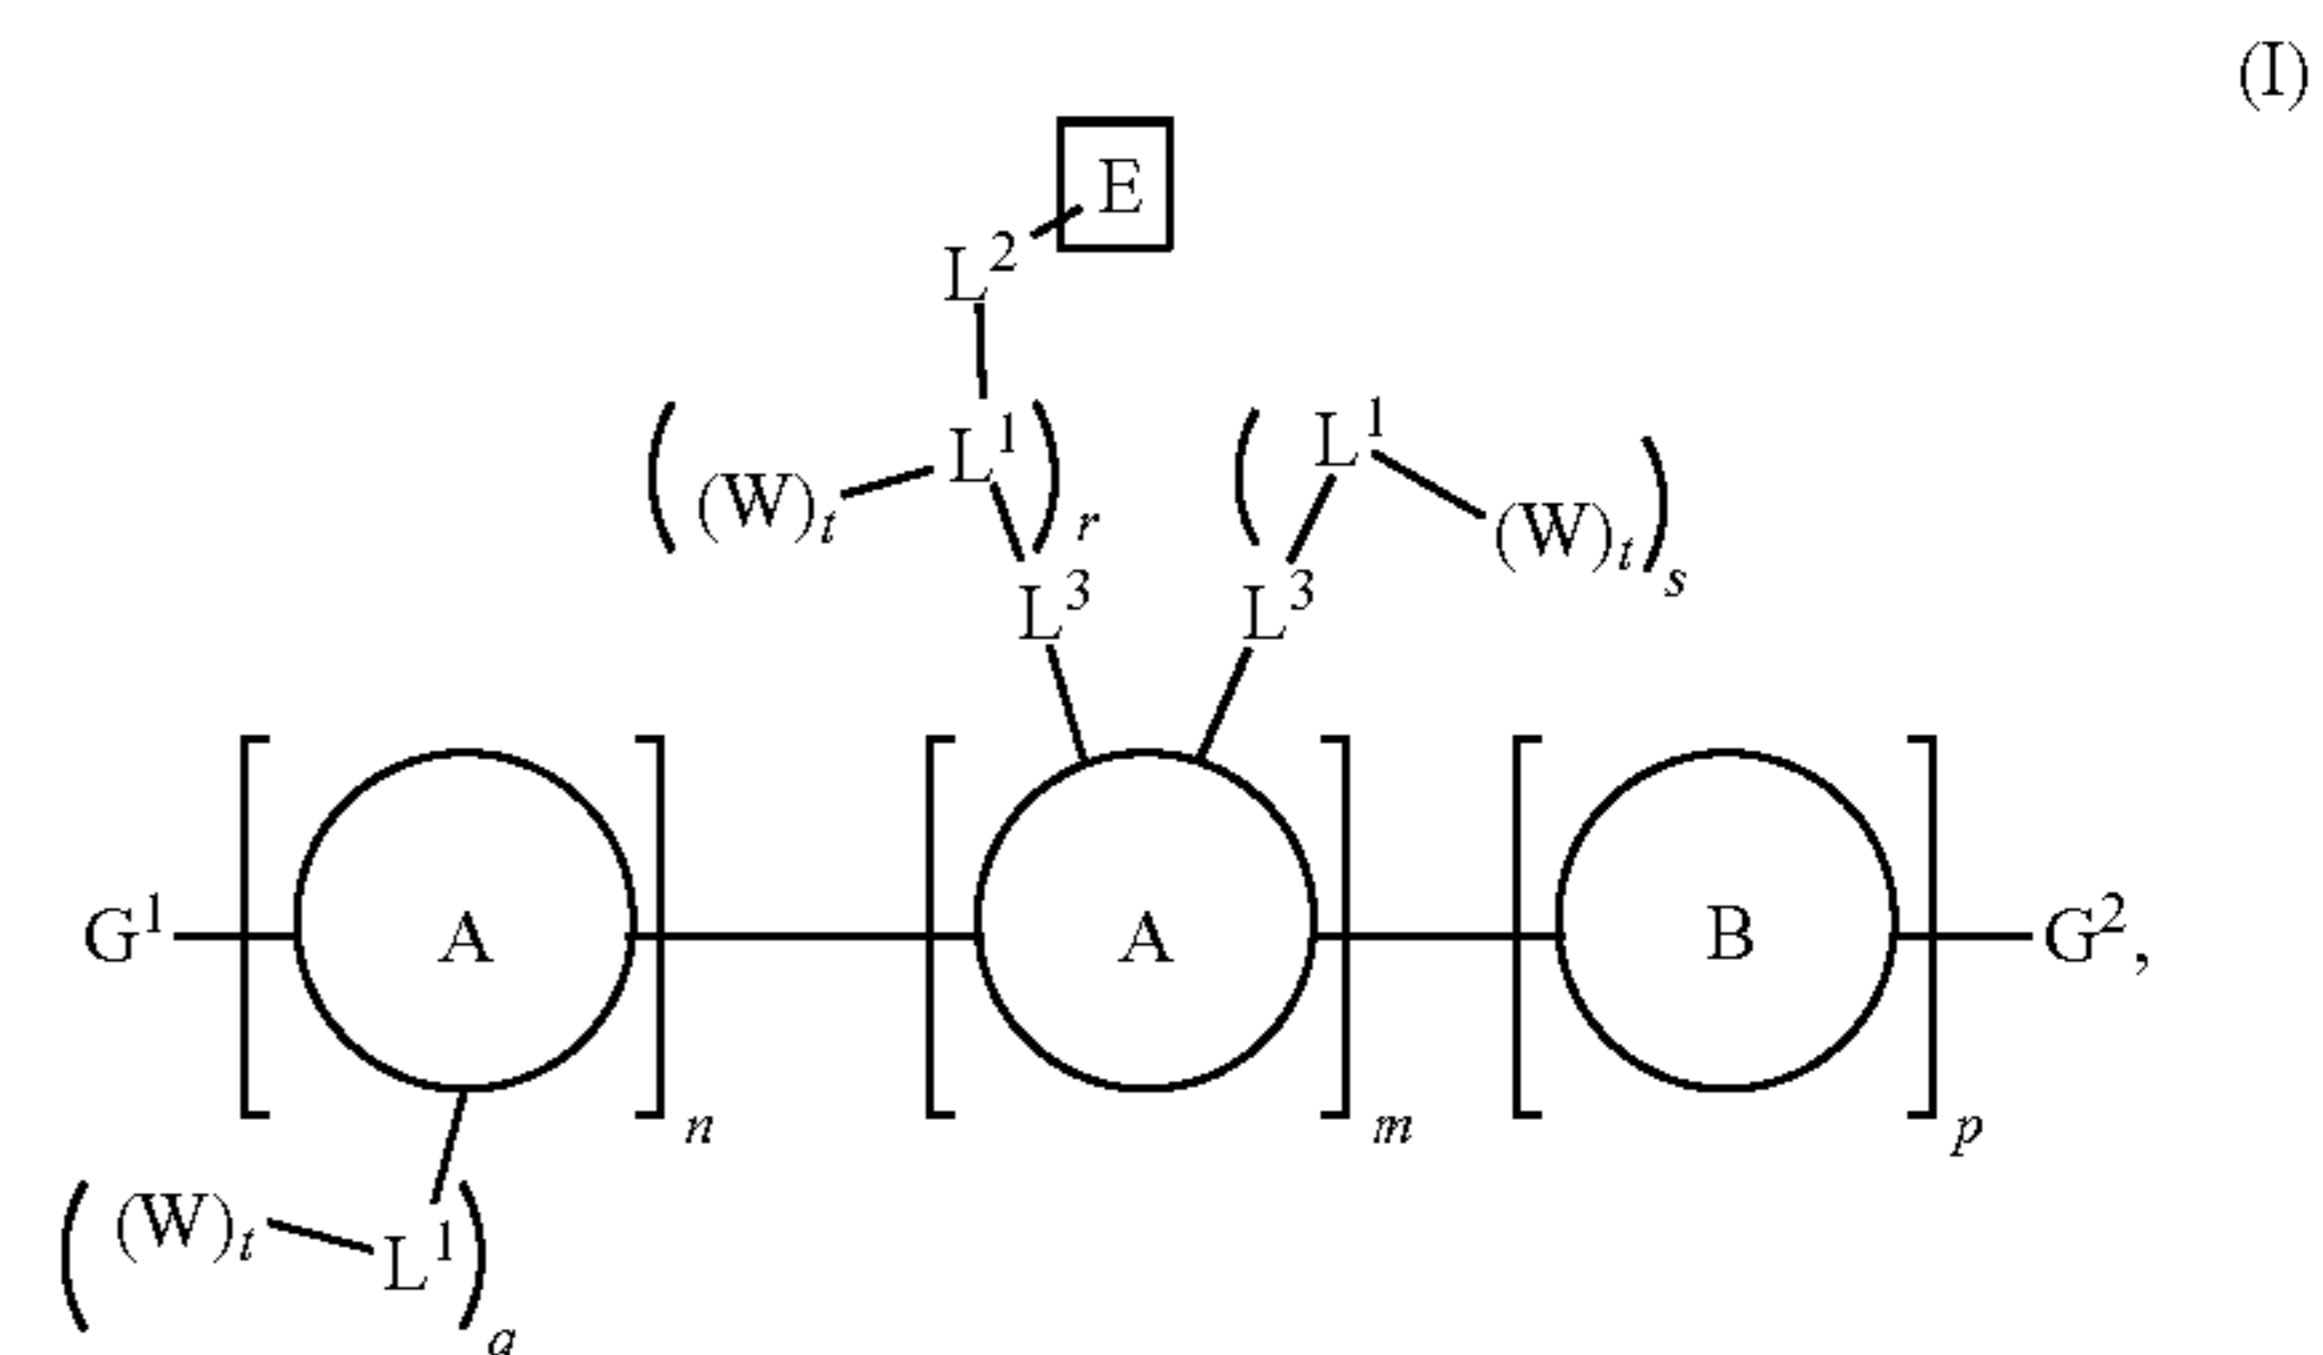 (I)
E
L²
( (W)t L¹ )r ( L¹ (W)t )s
L³ L³
G¹ [ A ]n [ A ]m [ B ]p G²,
( (W)t L¹ )q